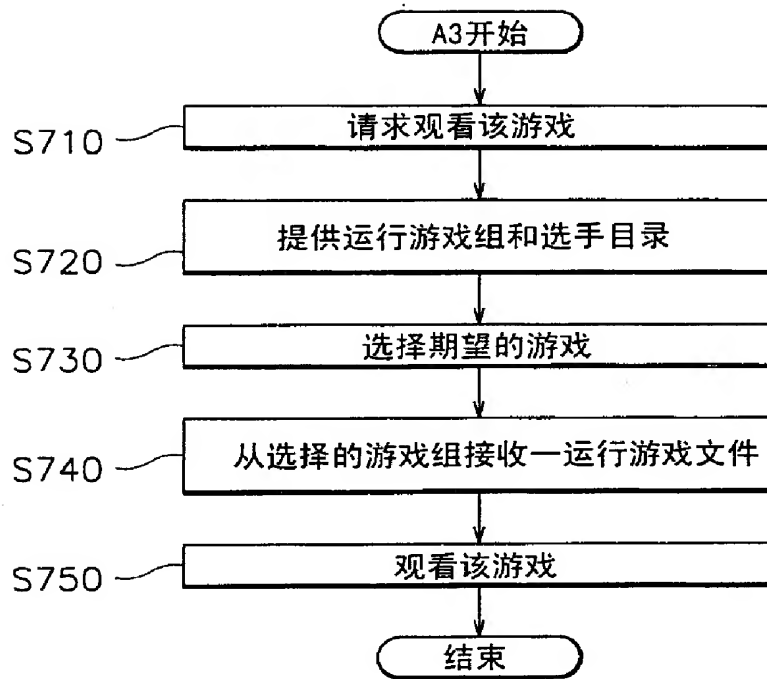 A3开始
S710
请求观看该游戏
S720
提供运行游戏组和选手目录
S730
选择期望的游戏
S740
从选择的游戏组接收一运行游戏文件
S750
观看该游戏
结束